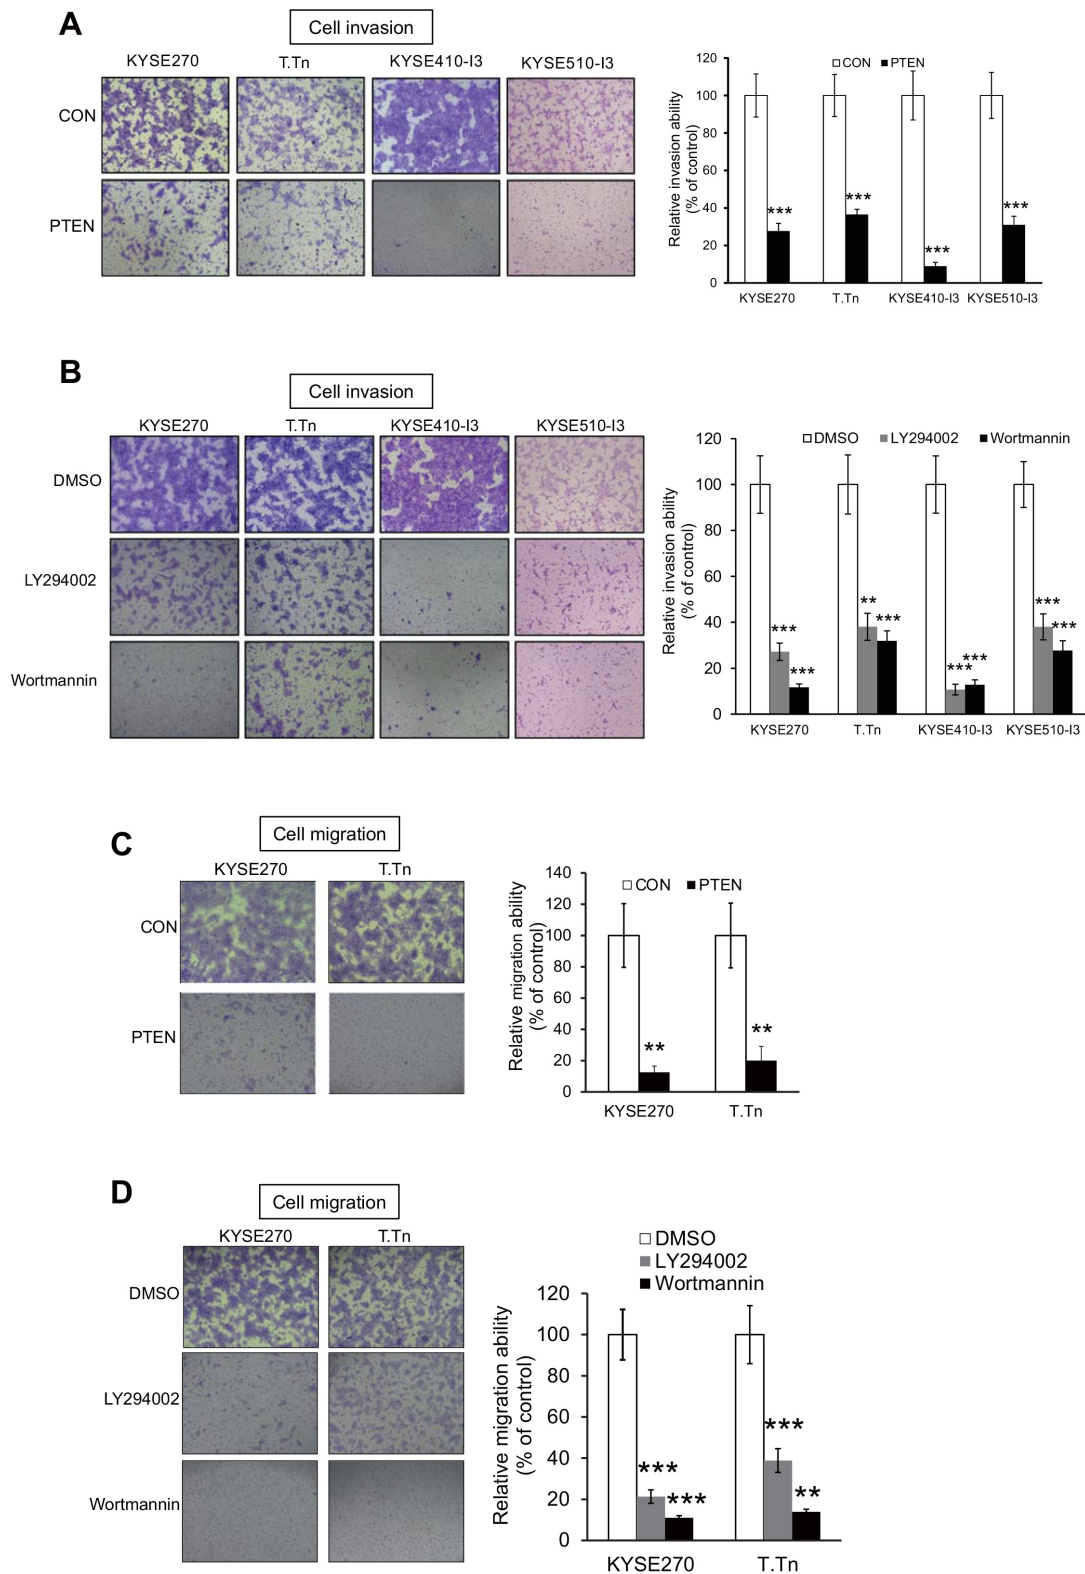 A
Cell invasion
KYSE270 T.Tn KYSE410-I3 KYSE510-I3
CON
PTEN
Relative invasion ability
(% of control)
120
100
80
60
40
20
0
CON PTEN
***
***
***
***
KYSE270 T.Tn KYSE410-I3 KYSE510-I3
B
Cell invasion
KYSE270 T.Tn KYSE410-I3 KYSE510-I3
DMSO
LY294002
Wortmannin
Relative invasion ability
(% of control)
120
100
80
60
40
20
0
DMSO LY294002 Wortmannin
***
***
**
***
***
***
***
***
KYSE270 T.Tn KYSE410-I3 KYSE510-I3
C
Cell migration
KYSE270 T.Tn
CON
PTEN
Relative migration ability
(% of control)
140
120
100
80
60
40
20
0
CON PTEN
**
**
KYSE270 T.Tn
D
Cell migration
KYSE270 T.Tn
DMSO
LY294002
Wortmannin
Relative migration ability
(% of control)
DMSO
LY294002
Wortmannin
120
100
80
60
40
20
0
***
***
***
**
KYSE270 T.Tn